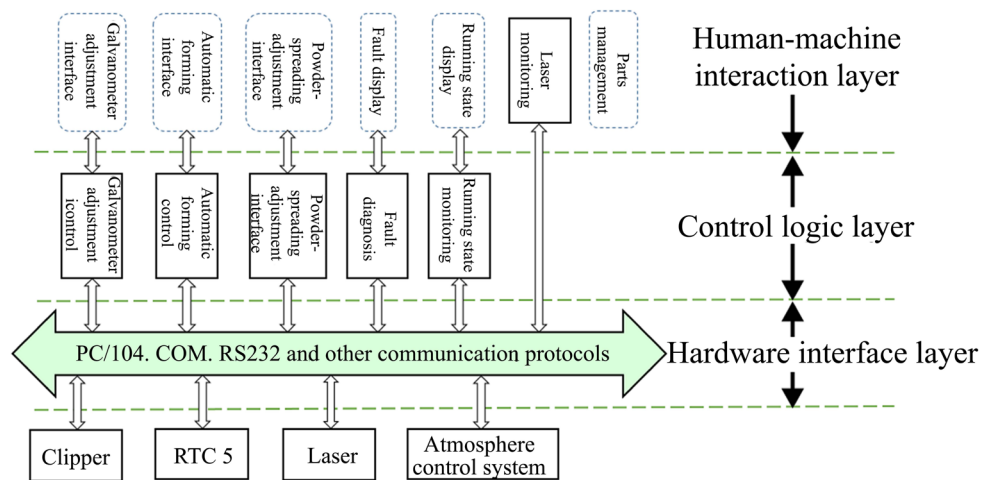 Galvanometer
adjustment
interface
Automatic
forming
interface
Powder-
spreading
adjustment
interface
Fault display
Running state
display
Laser
monitoring
Parts
management
Human-machine
interaction layer
Galvanometer
adjustment
icontrol
Automatic
forming
control
Powder-
spreading
adjustment
interface
Fault
diagnosis
Running state
monitoring
Control logic layer
PC/104. COM. RS232 and other communication protocols
Hardware interface layer
Clipper
RTC 5
Laser
Atmosphere
control system